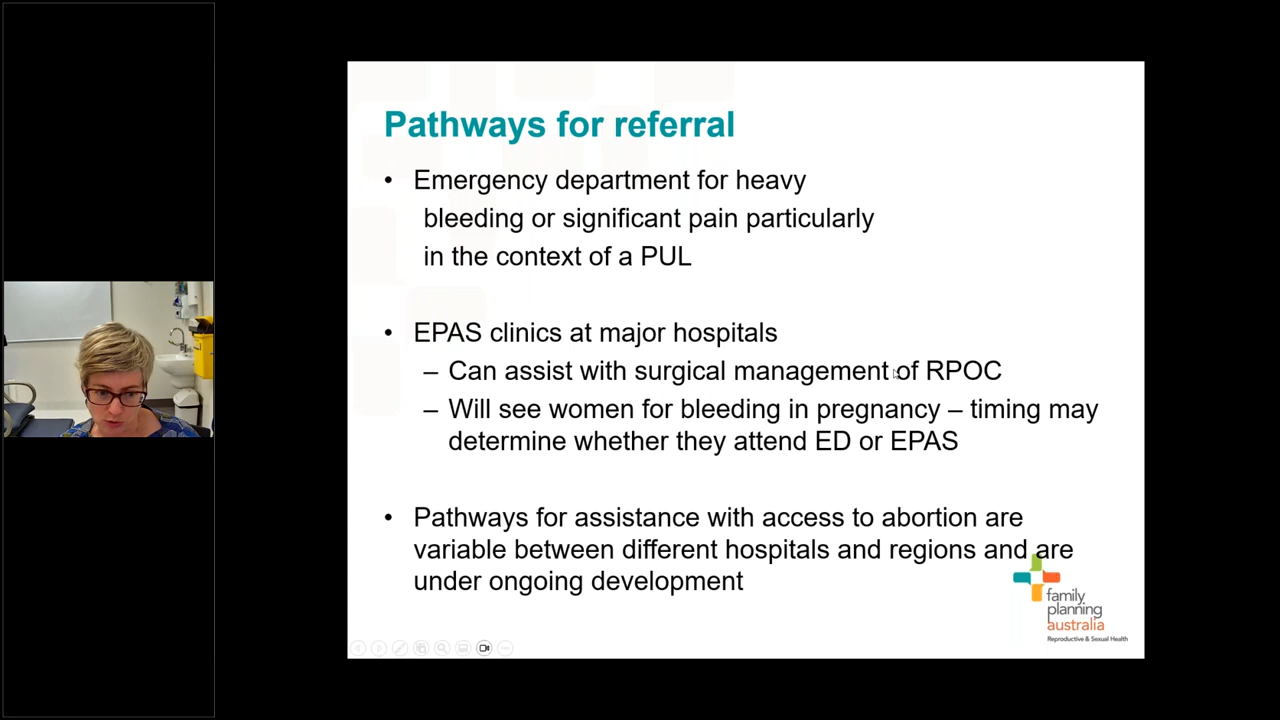 Pathways for referral
• Emergency department for heavy
bleeding or significant pain particularly
in the context of a PUL
• EPAS clinics at major hospitals
– Can assist with surgical management of RPOC
– Will see women for bleeding in pregnancy – timing may
determine whether they attend ED or EPAS
• Pathways for assistance with access to abortion are
variable between different hospitals and regions and are
under ongoing development
family
planning
australia
Reproductive & Sexual Health